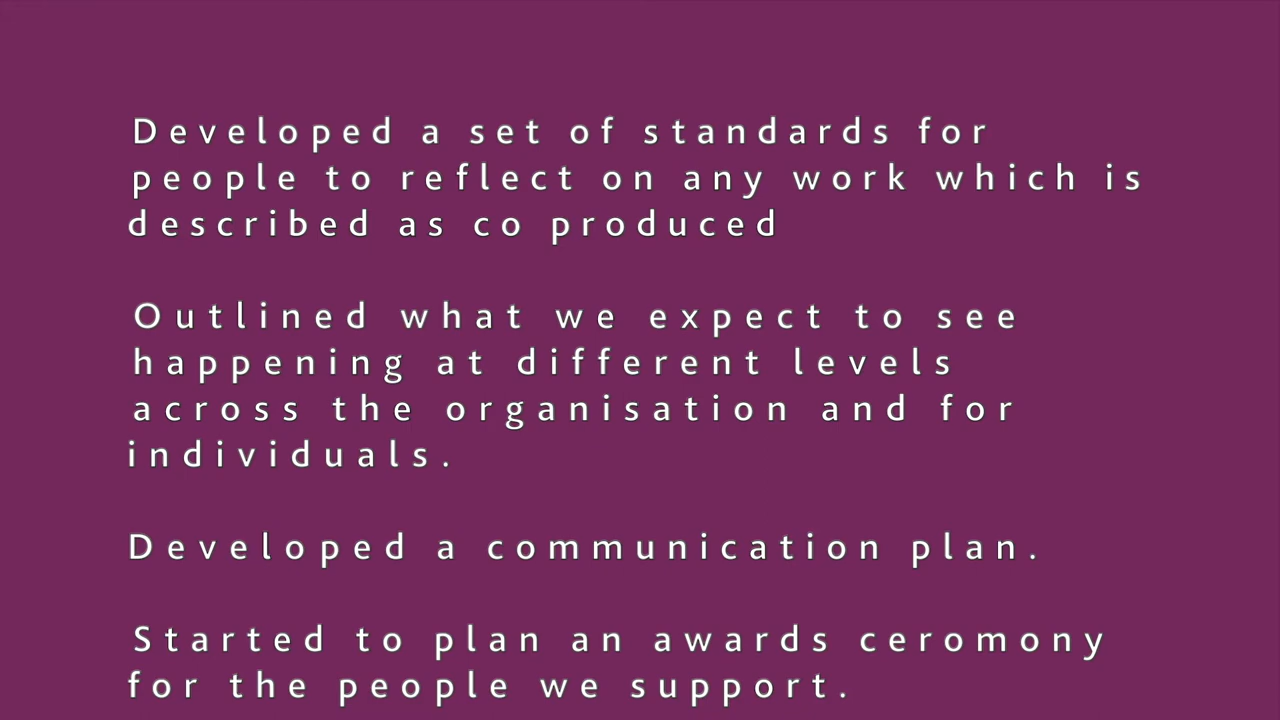 Developed a set of standards for
people to reflect on any work which is
described as co produced
Outlined what we expect to see
happening at different levels
across the organisation and for
individuals.
Developed a communication plan.
Started to plan an awards ceromony
for the people we support.